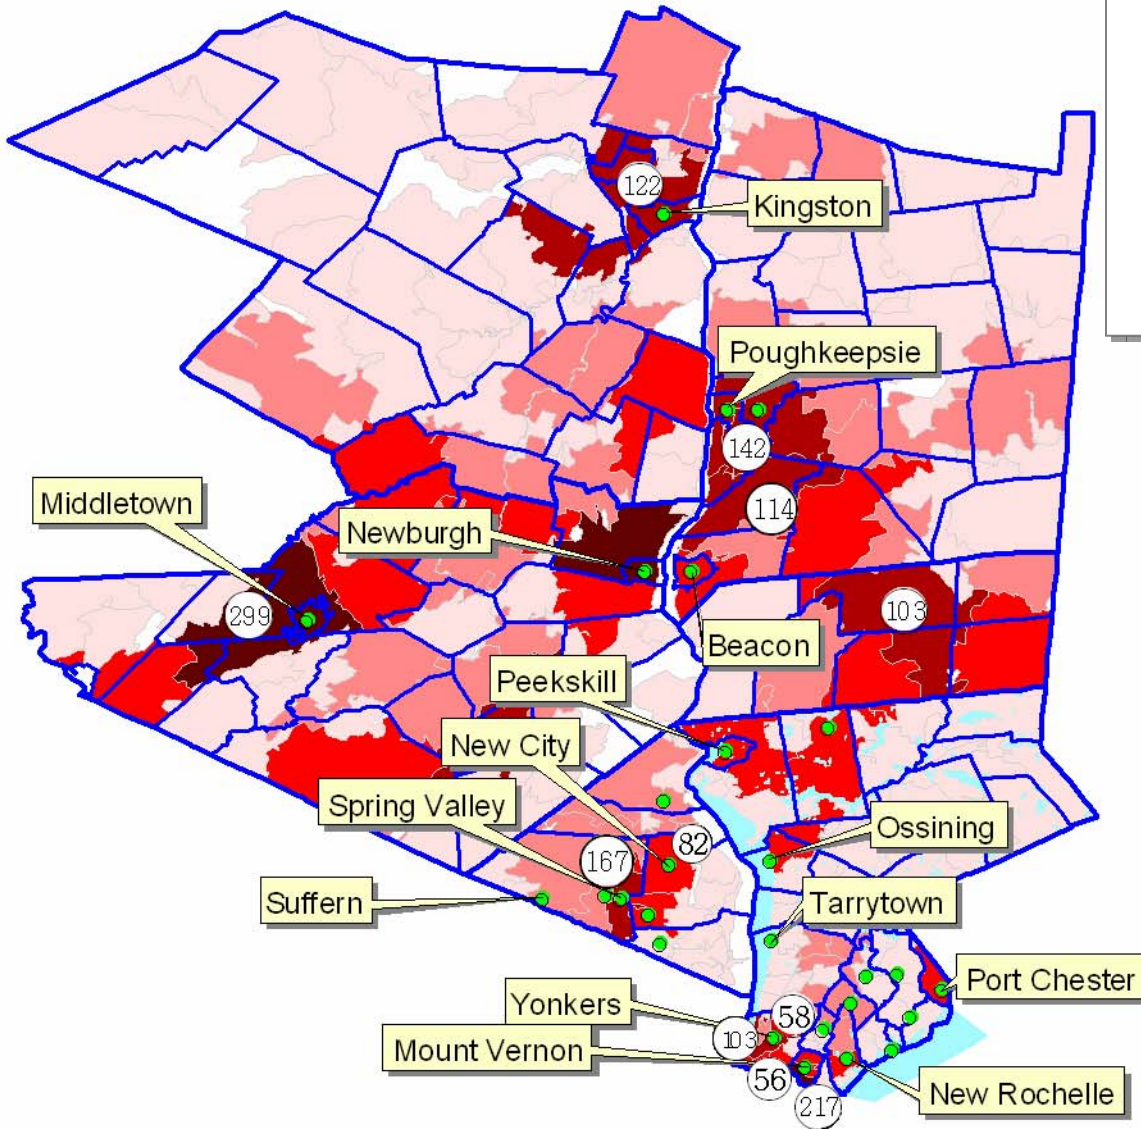 122
Kingston
Poughkeepsie
142
Middletown
114
Newburgh
299
103
Beacon
Peekskill
New City
Spring Valley
82
Ossining
167
Suffern
Tarrytown
Port Chester
Yonkers
58
103
Mount Vernon
56
New Rochelle
217